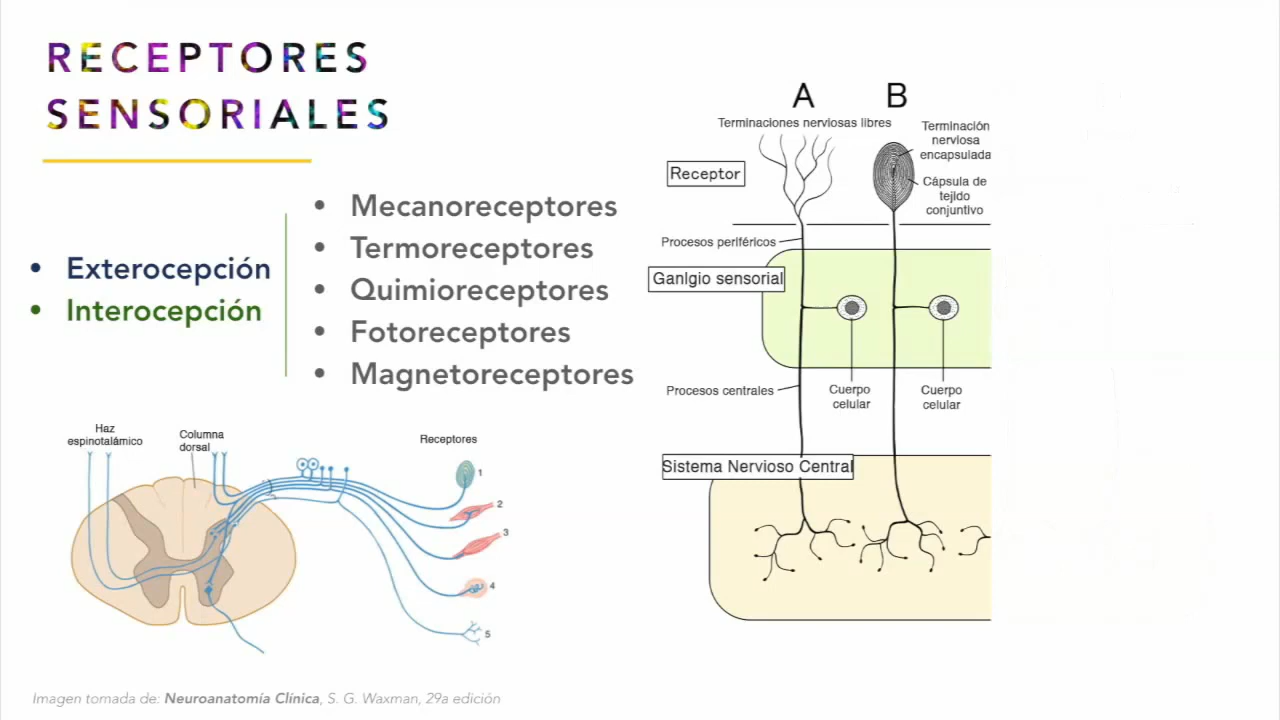 RECEPTORES
SENSORIALES
• Exterocepción
• Interocepción
• Mecanoreceptores
• Termoreceptores
• Quimioreceptores
• Fotoreceptores
• Magnetoreceptores
A
B
Terminaciones nerviosas libres
Terminación
nerviosa
encapsulada
Receptor
Cápsula de
tejido
conjuntivo
Procesos periféricos
Ganlgio sensorial
Procesos centrales
Cuerpo
celular
Cuerpo
celular
Sistema Nervioso Central
Haz
espinotalámico
Columna
dorsal
Receptores
1
2
3
4
5
Imagen tomada de: Neuroanatomía Clínica, S. G. Waxman, 29a edición